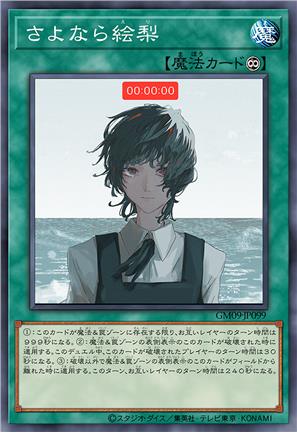 さよなら絵梨
えり
魔
【魔法カード∞】
まほう
00:00:00
GM09-JP099
①:このカードが魔法&罠ゾーンに存在する限り、お互いレイヤーのターン時間は
999秒になる。②:魔法&罠ゾーンの表側表示のこのカードが破壊された時に
適用する。このデュエル中、このカードが破壊されたプレイヤーのターン時間は30
秒になる。③:破壊以外で魔法&罠ゾーンの表側表示のこのカードがフィールドから
離れた時に適用する。このターン、お互いレイヤーのターン時間は240秒になる。
©スタジオ・ダイス/集英社・テレビ東京・KONAMI